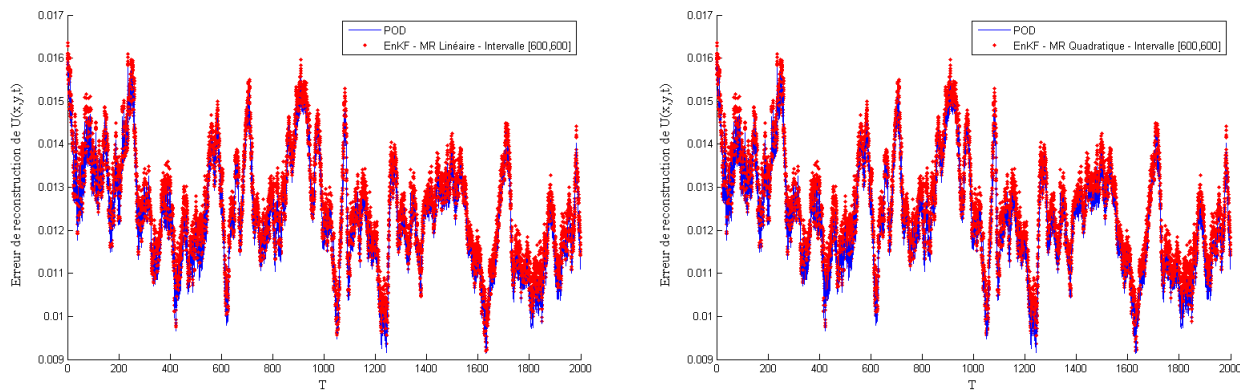 0.017
0.016
0.015
0.014
0.013
0.012
0.011
0.01
0.009
Erreur de reconstruction de U(x,y,t)
POD
EnKF - MR Linéaire - Intervalle [600,600]
0 200 400 600 800 1000 1200 1400 1600 1800 2000
T
0.017
0.016
0.015
0.014
0.013
0.012
0.011
0.01
0.009
Erreur de reconstruction de U(x,y,t)
POD
EnKF - MR Quadratique - Intervalle [600,600]
0 200 400 600 800 1000 1200 1400 1600 1800 2000
T